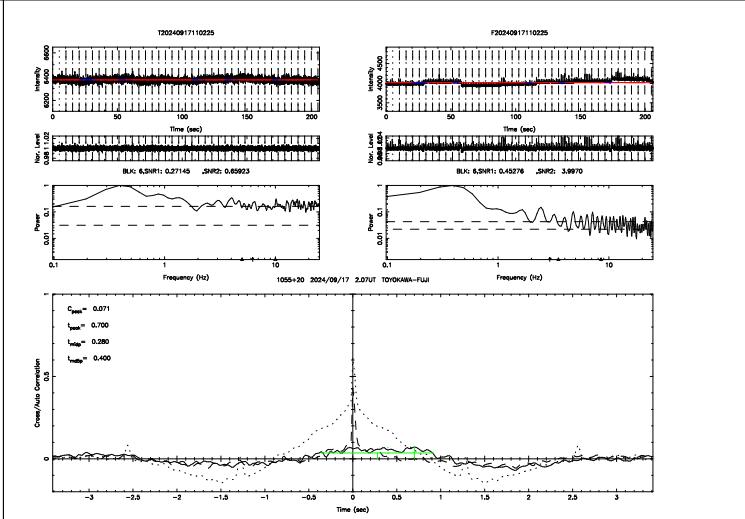 T20240917110225
F20240917110225
Intensity
6600
6400
6200
0
50
100
150
200
Time (sec)
Intensity
4500
4000
3500
0
50
100
150
200
Time (sec)
Nor. Level
Nor. Level
BLK: 6,SNR1: 0.27145 ,SNR2: 0.65923
BLK: 6,SNR1: 0.45276 ,SNR2: 3.9970
Power
1
0.1
0.01
0.1
1
10
Frequency (Hz)
Power
1
0.1
0.01
0.1
1
10
Frequency (Hz)
1055+20 2024/09/17 2.07UT TOYOKAWA-FUJI
Cross/Auto Correlation
1
0.5
0
Cpeak= 0.071
tpeak= 0.700
tmidp= 0.280
tmdBp= 0.400
-3
-2.5
-2
-1.5
-1
-0.5
0
0.5
1
1.5
2
2.5
3
Time (sec)